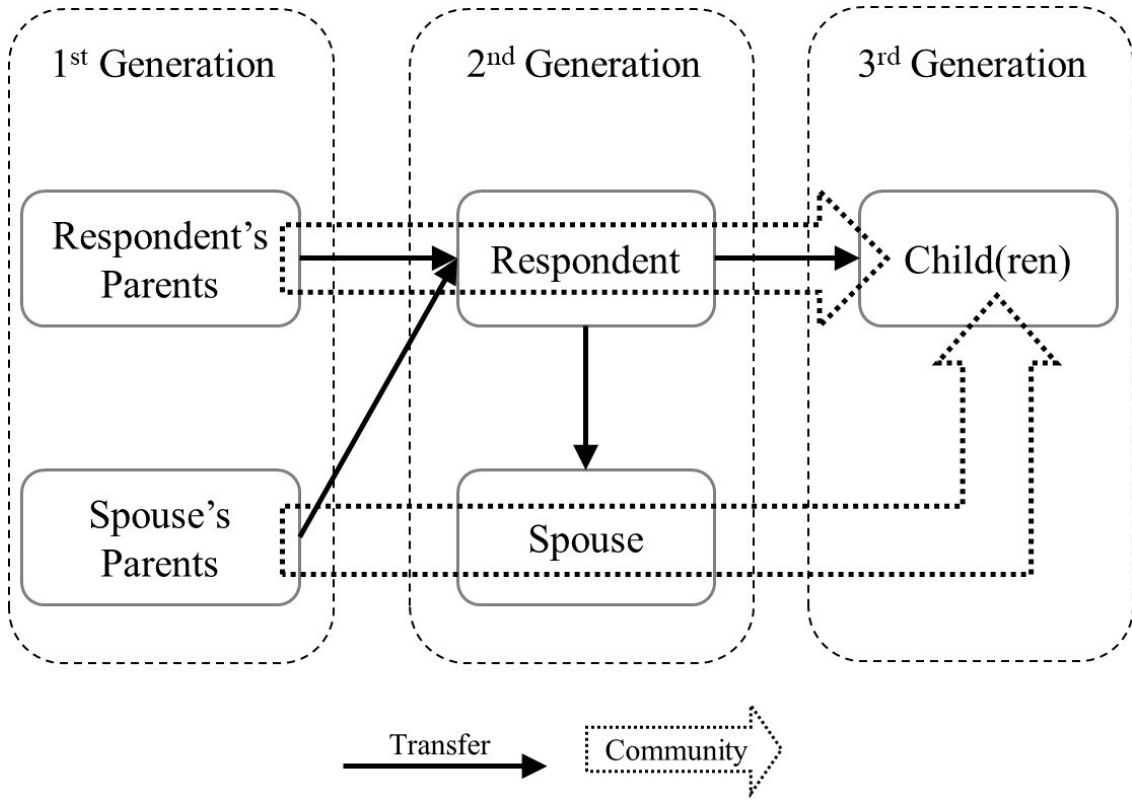 1st Generation
2nd Generation
3rd Generation
Respondent’s
Parents
Respondent
Child(ren)
Spouse’s
Parents
Spouse
Transfer
Community